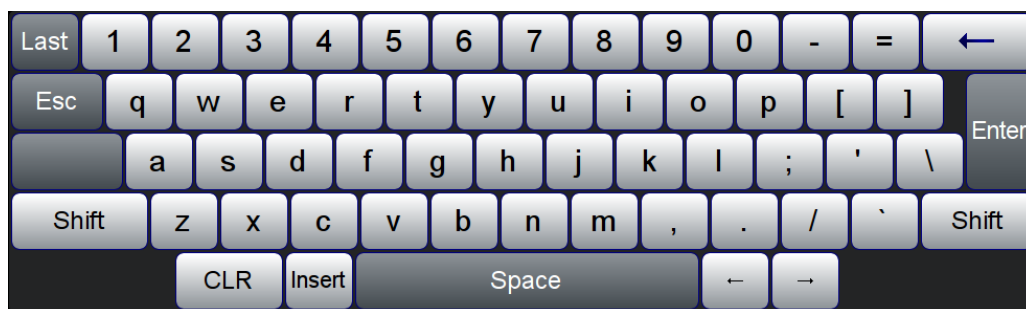 Last 1 2 3 4 5 6 7 8 9 0 - = ←
Esc q w e r t y u i o p [ ] Enter
a s d f g h j k l ; ' \
Shift z x c v b n m , . / ` Shift
CLR Insert Space ← →